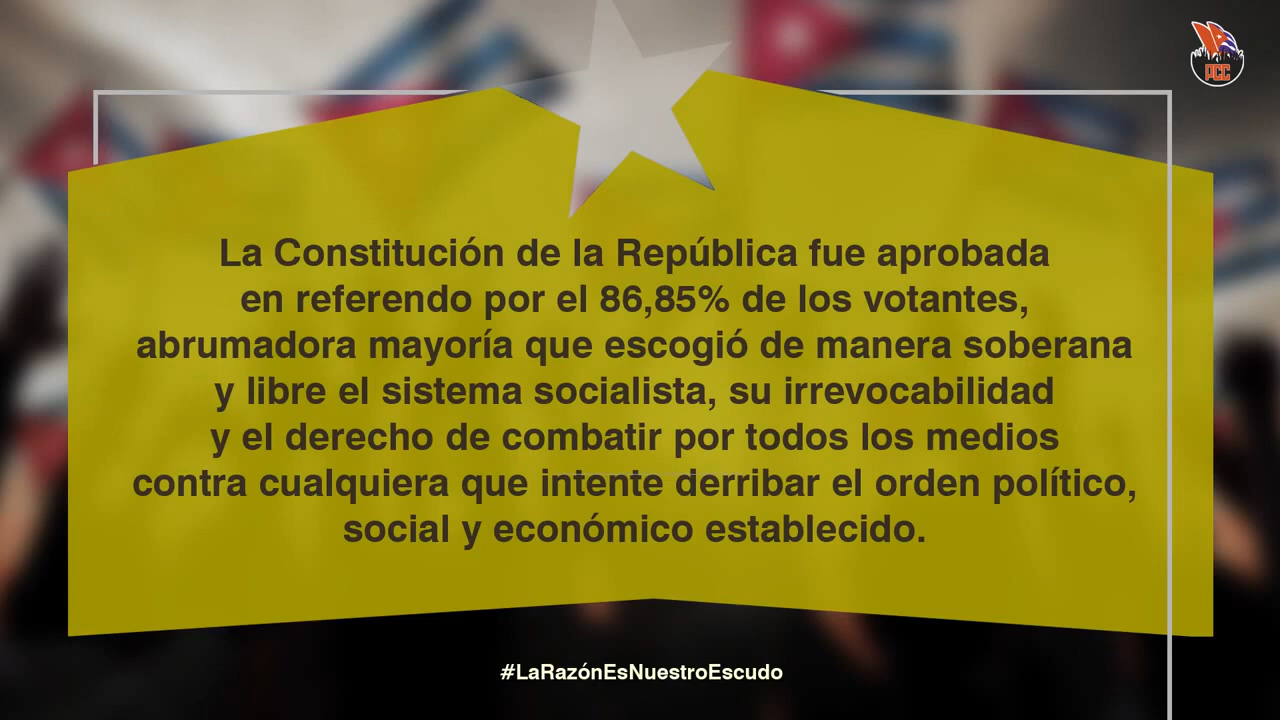 PCC
La Constitución de la República fue aprobada
en referendo por el 86,85% de los votantes,
abrumadora mayoría que escogió de manera soberana
y libre el sistema socialista, su irrevocabilidad
y el derecho de combatir por todos los medios
contra cualquiera que intente derribar el orden político,
social y económico establecido.
#LaRazónEsNuestroEscudo